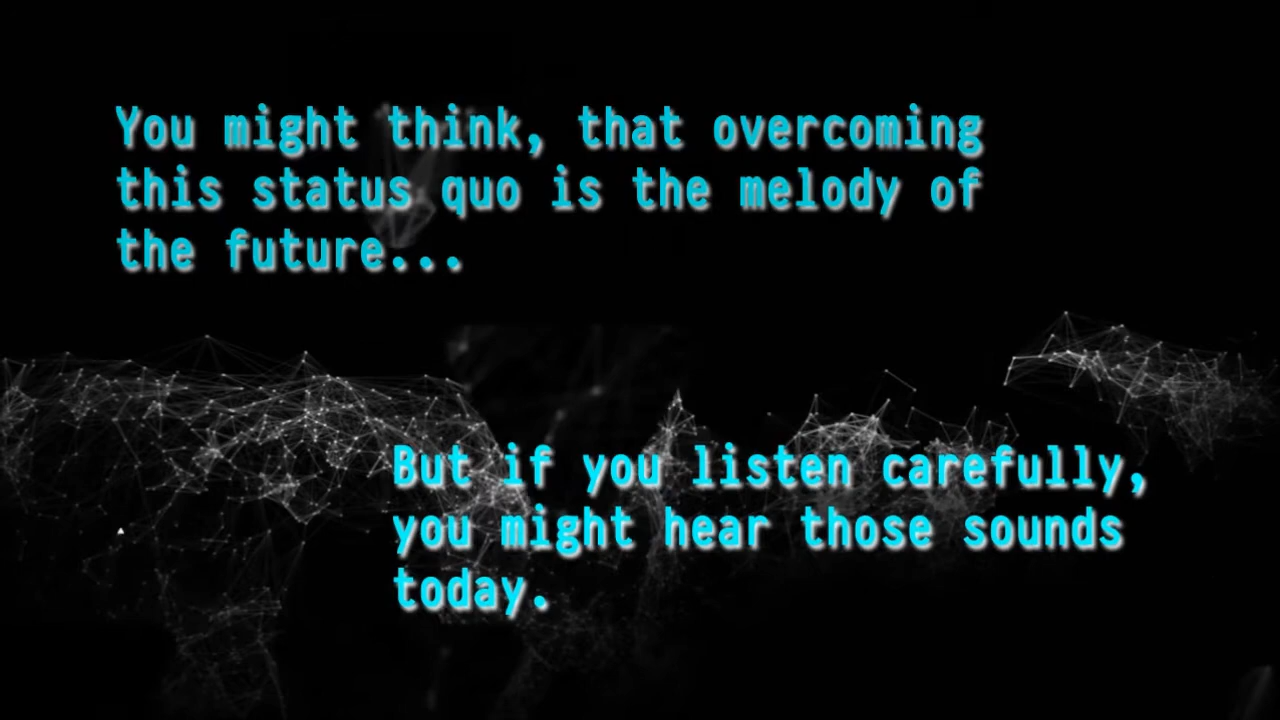 You might think, that overcoming
this status quo is the melody of
the future...
But if you listen carefully,
you might hear those sounds
today.